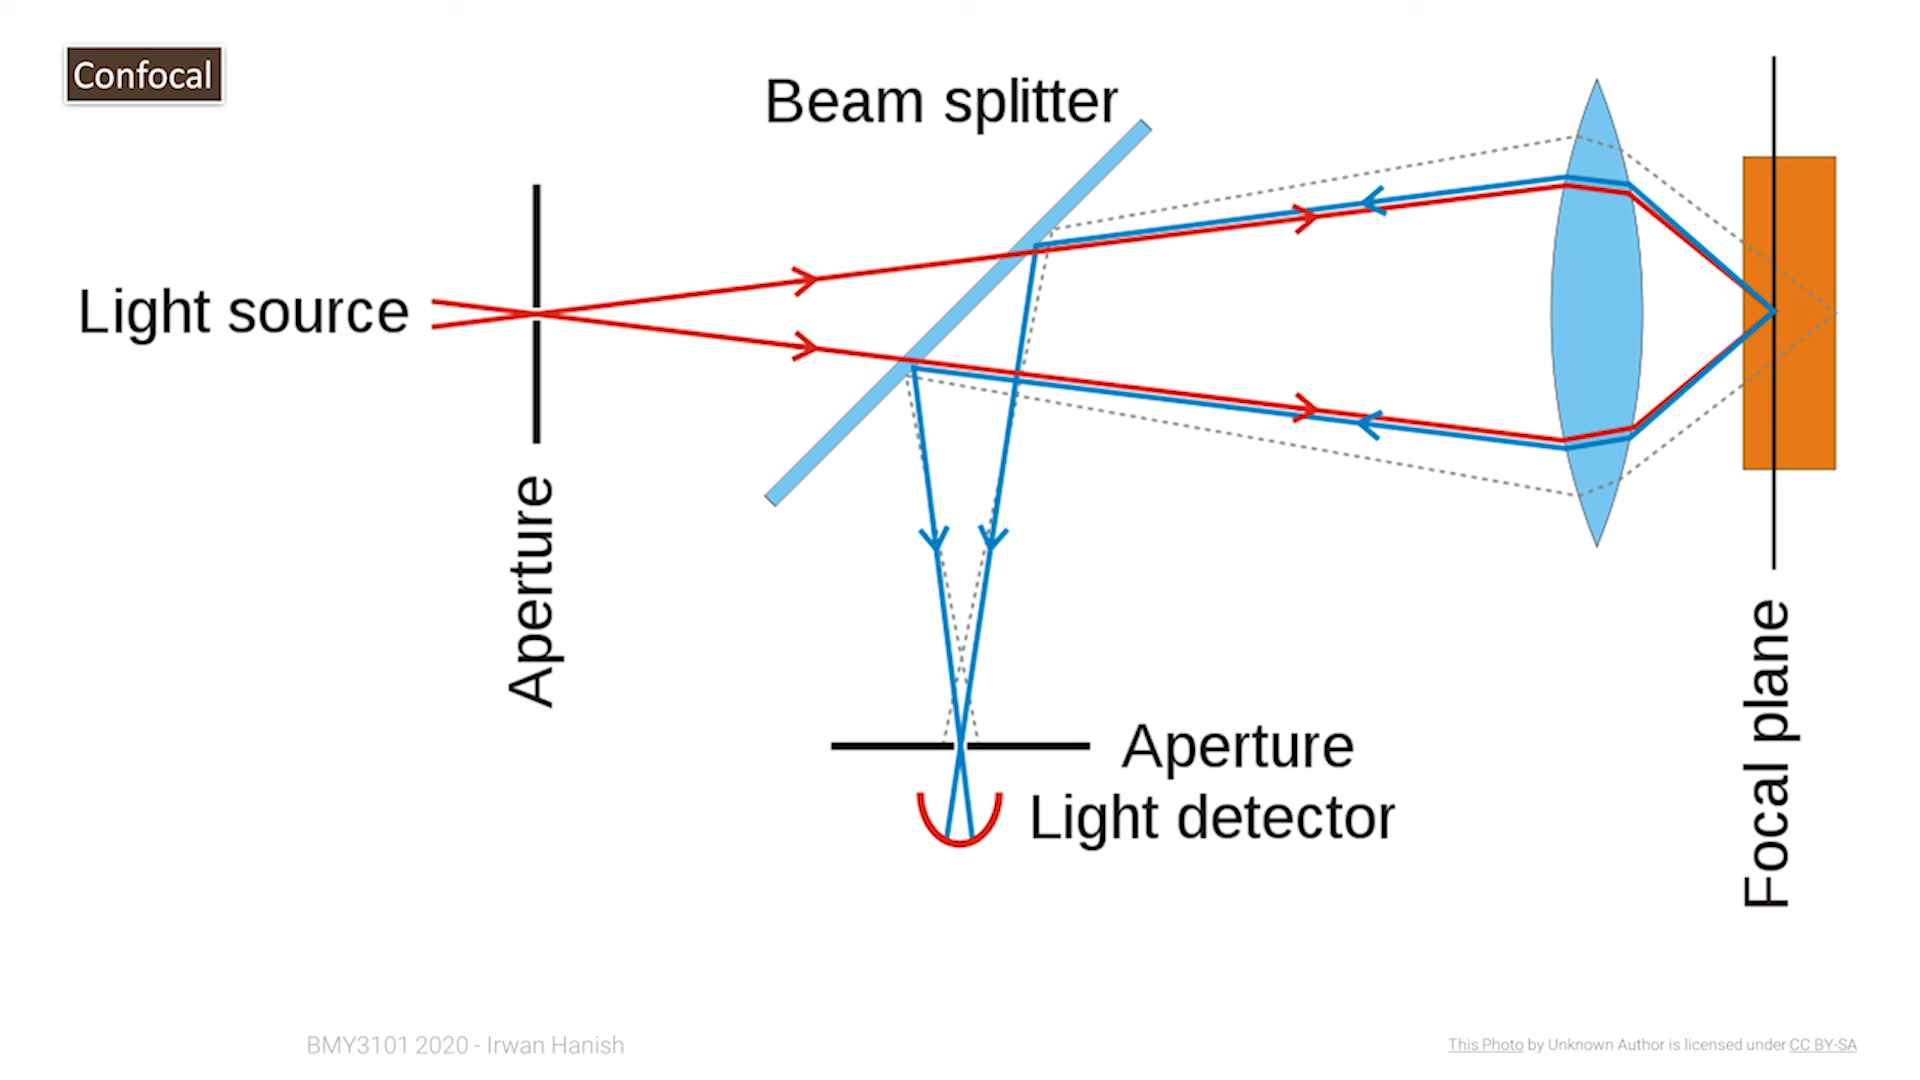 Confocal
Beam splitter
Light source
Aperture
Aperture
Light detector
Focal plane
BMY3101 2020 - Irwan Hanish
This Photo by Unknown Author is licensed under CC BY-SA